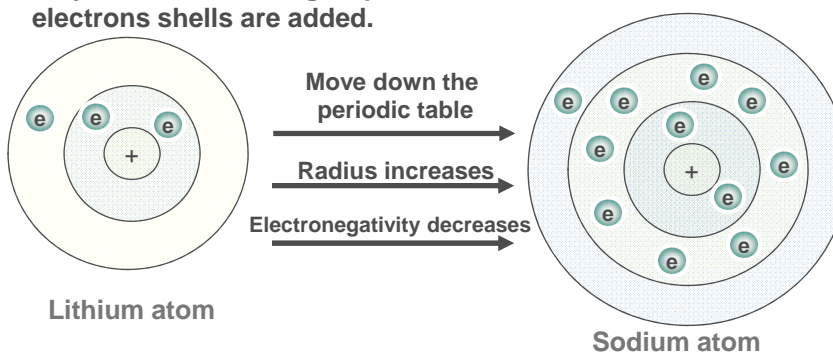 electrons shells are added.
Move down the
periodic table
Radius increases
Electronegativity decreases
e e e
+
Lithium atom
e e e e e e e e e e e
+
Sodium atom